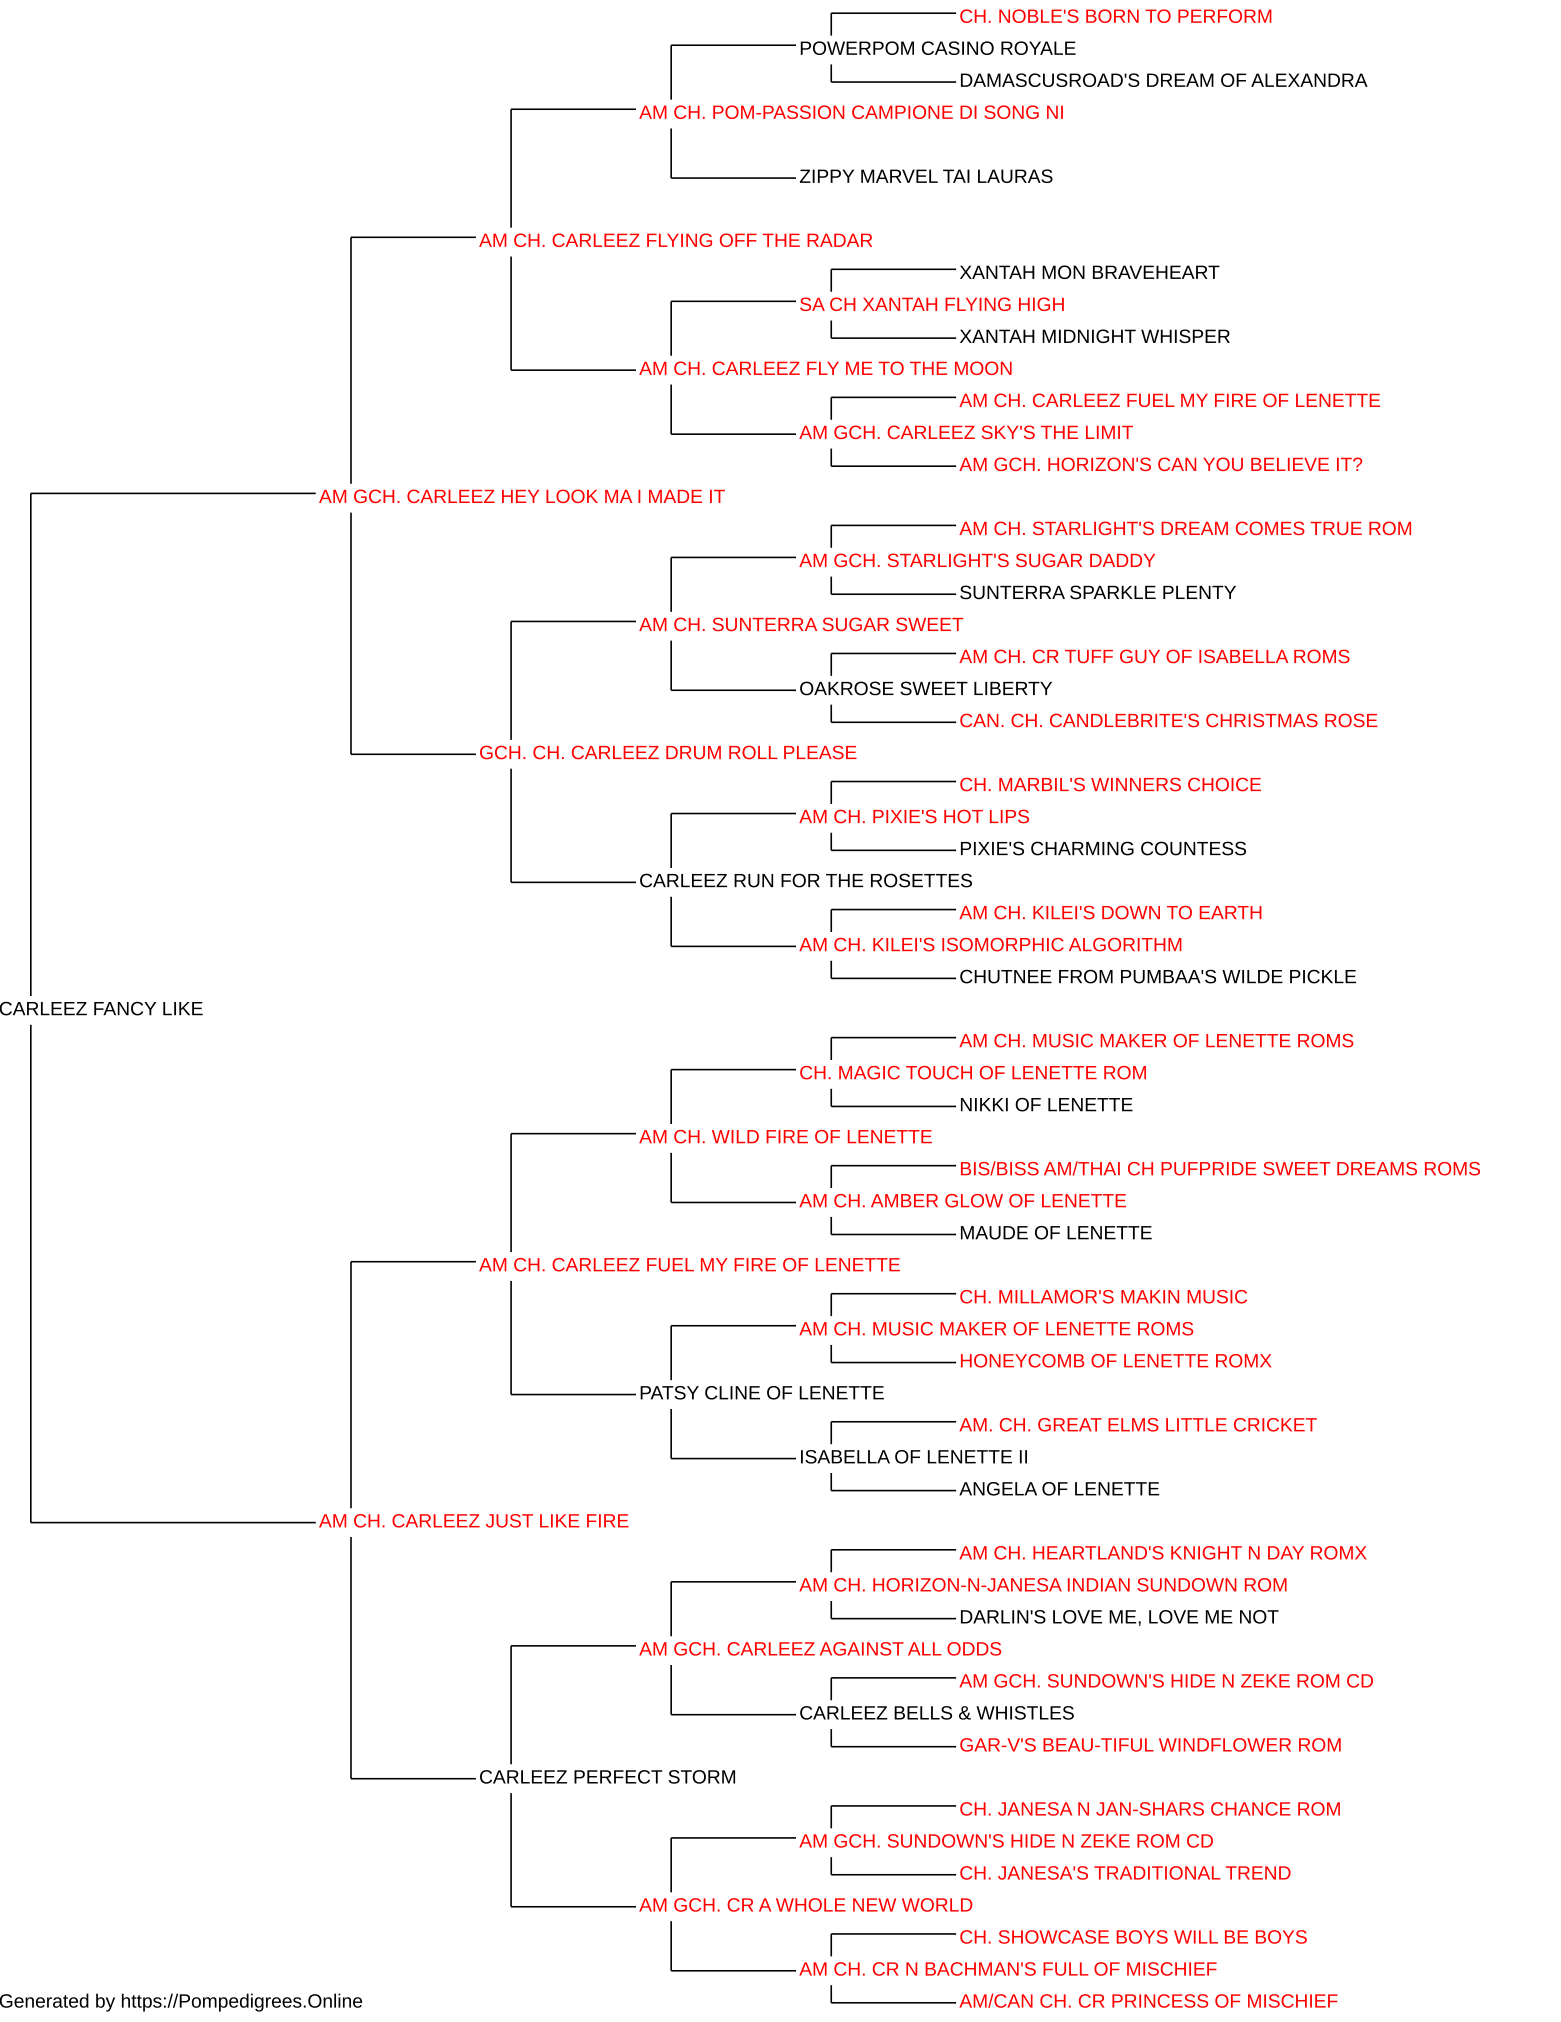 CH. NOBLE'S BORN TO PERFORM
POWERPOM CASINO ROYALE
DAMASCUSROAD'S DREAM OF ALEXANDRA
AM CH. POM-PASSION CAMPIONE DI SONG NI
ZIPPY MARVEL TAI LAURAS
AM CH. CARLEEZ FLYING OFF THE RADAR
XANTAH MON BRAVEHEART
SA CH XANTAH FLYING HIGH
XANTAH MIDNIGHT WHISPER
AM CH. CARLEEZ FLY ME TO THE MOON
AM CH. CARLEEZ FUEL MY FIRE OF LENETTE
AM GCH. CARLEEZ SKY'S THE LIMIT
AM GCH. HORIZON'S CAN YOU BELIEVE IT?
AM GCH. CARLEEZ HEY LOOK MA I MADE IT
AM CH. STARLIGHT'S DREAM COMES TRUE ROM
AM GCH. STARLIGHT'S SUGAR DADDY
SUNTERRA SPARKLE PLENTY
AM CH. SUNTERRA SUGAR SWEET
AM CH. CR TUFF GUY OF ISABELLA ROMS
OAKROSE SWEET LIBERTY
CAN. CH. CANDLEBRITE'S CHRISTMAS ROSE
GCH. CH. CARLEEZ DRUM ROLL PLEASE
CH. MARBIL'S WINNERS CHOICE
AM CH. PIXIE'S HOT LIPS
PIXIE'S CHARMING COUNTESS
CARLEEZ RUN FOR THE ROSETTES
AM CH. KILEI'S DOWN TO EARTH
AM CH. KILEI'S ISOMORPHIC ALGORITHM
CHUTNEE FROM PUMBAA'S WILDE PICKLE
CARLEEZ FANCY LIKE
AM CH. MUSIC MAKER OF LENETTE ROMS
CH. MAGIC TOUCH OF LENETTE ROM
NIKKI OF LENETTE
AM CH. WILD FIRE OF LENETTE
BIS/BISS AM/THAI CH PUFPRIDE SWEET DREAMS ROMS
AM CH. AMBER GLOW OF LENETTE
MAUDE OF LENETTE
AM CH. CARLEEZ FUEL MY FIRE OF LENETTE
CH. MILLAMOR'S MAKIN MUSIC
AM CH. MUSIC MAKER OF LENETTE ROMS
HONEYCOMB OF LENETTE ROMX
PATSY CLINE OF LENETTE
AM. CH. GREAT ELMS LITTLE CRICKET
ISABELLA OF LENETTE II
ANGELA OF LENETTE
AM CH. CARLEEZ JUST LIKE FIRE
AM CH. HEARTLAND'S KNIGHT N DAY ROMX
AM CH. HORIZON-N-JANESA INDIAN SUNDOWN ROM
DARLIN'S LOVE ME, LOVE ME NOT
AM GCH. CARLEEZ AGAINST ALL ODDS
AM GCH. SUNDOWN'S HIDE N ZEKE ROM CD
CARLEEZ BELLS & WHISTLES
GAR-V'S BEAU-TIFUL WINDFLOWER ROM
CARLEEZ PERFECT STORM
CH. JANESA N JAN-SHARS CHANCE ROM
AM GCH. SUNDOWN'S HIDE N ZEKE ROM CD
CH. JANESA'S TRADITIONAL TREND
AM GCH. CR A WHOLE NEW WORLD
CH. SHOWCASE BOYS WILL BE BOYS
AM CH. CR N BACHMAN'S FULL OF MISCHIEF
AM/CAN CH. CR PRINCESS OF MISCHIEF
Generated by https://Pompedigrees.Online